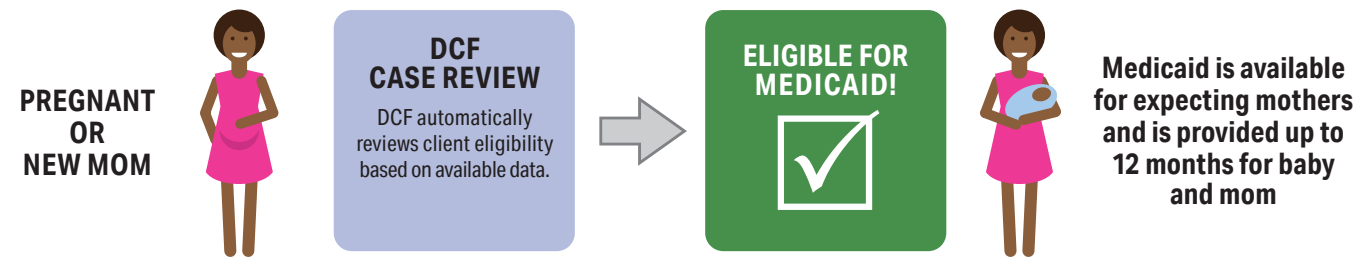 PREGNANT
OR
NEW MOM
DCF
CASE REVIEW
DCF automatically
reviews client eligibility
based on available data.
ELIGIBLE FOR
MEDICAID!
Medicaid is available
for expecting mothers
and is provided up to
12 months for baby
and mom